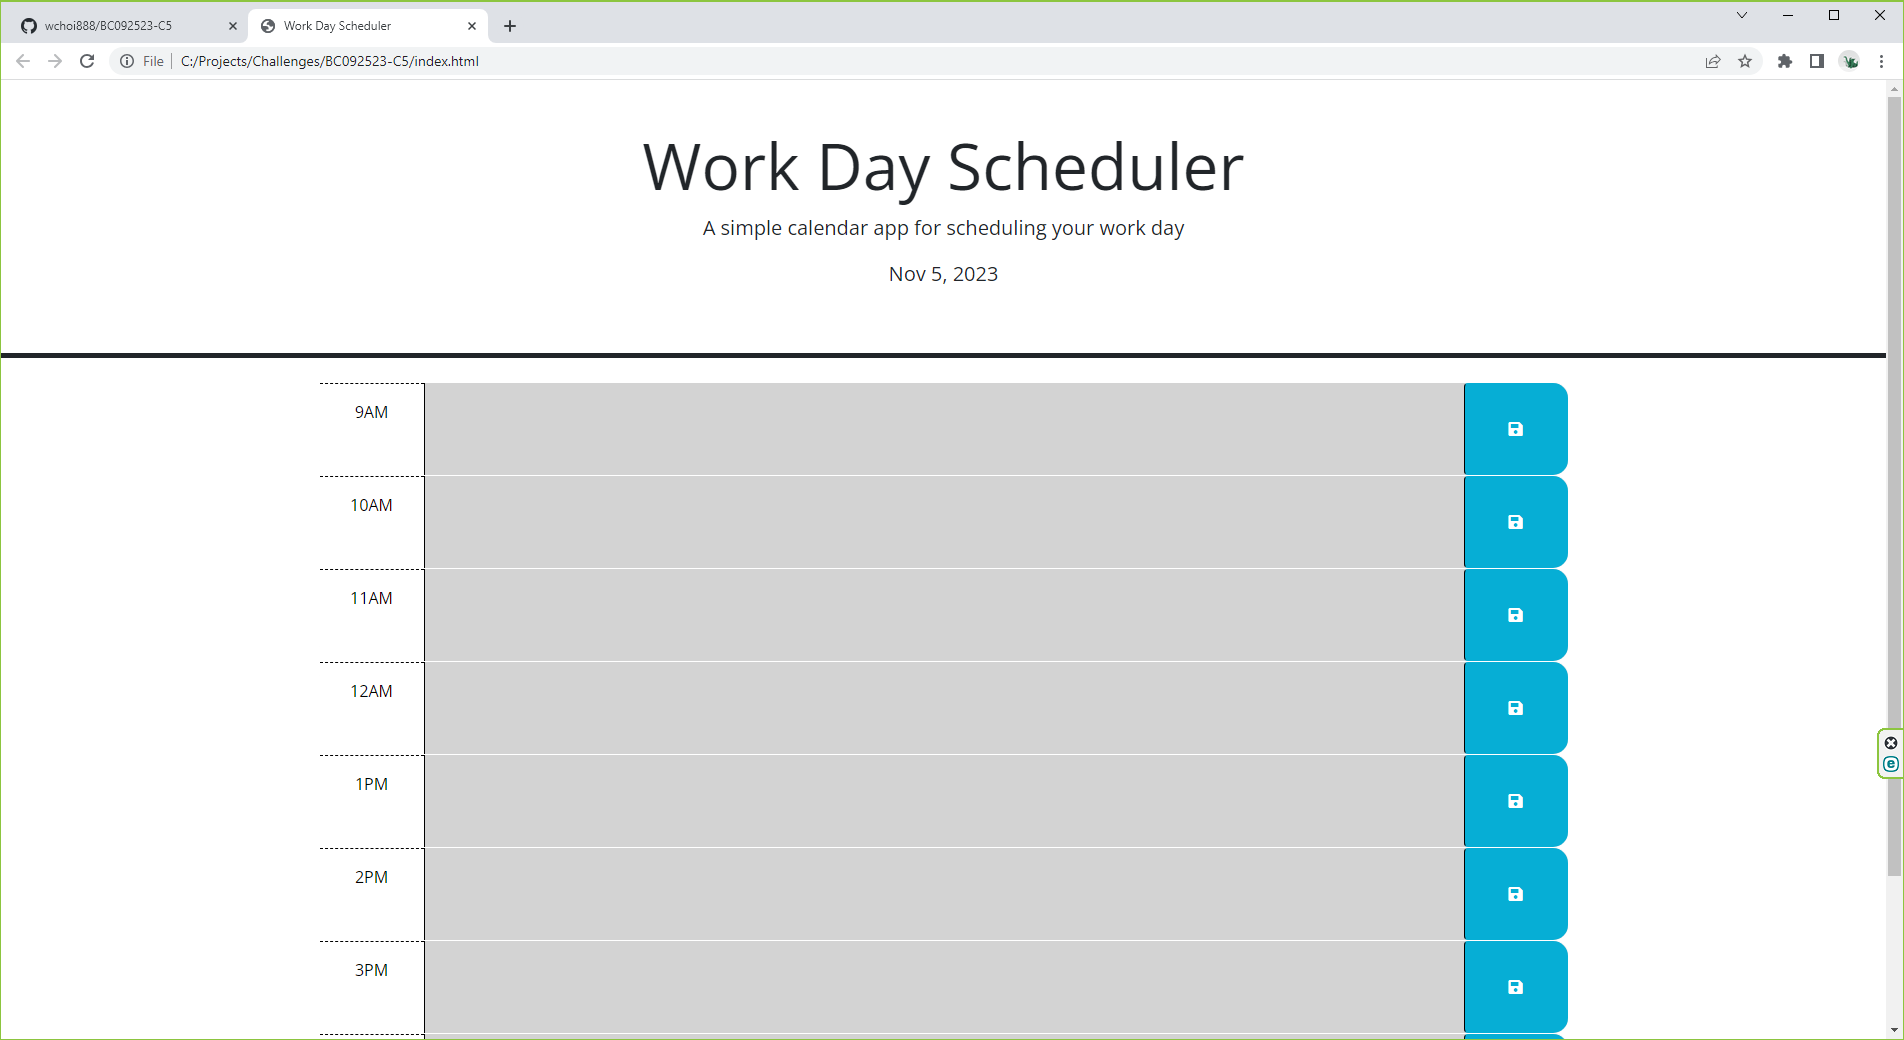 wchoi888/BC092523-C5
Work Day Scheduler
File
C:/Projects/Challenges/BC092523-C5/index.html
Work Day Scheduler
A simple calendar app for scheduling your work day
Nov 5, 2023
9AM
10AM
11AM
12AM
1PM
2PM
3PM